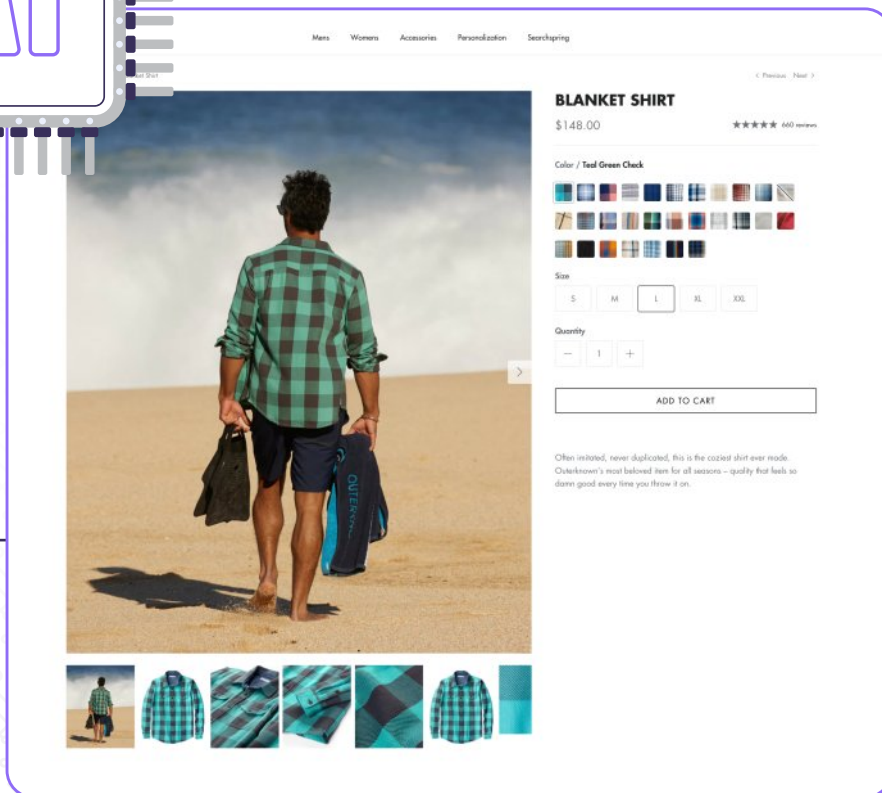 AI
Mens Womens Accessories Personalization Searchspring
Shirt
< Previous Next >
BLANKET SHIRT
$148.00
★★★★★ 660 reviews
Color / Teal Green Check
Size
S M L XL XXL
Quantity
− 1 +
ADD TO CART
Often imitated, never duplicated, this is the coziest shirt ever made.
Outerknown's most beloved item for all seasons – quality that feels so
damn good every time you throw it on.